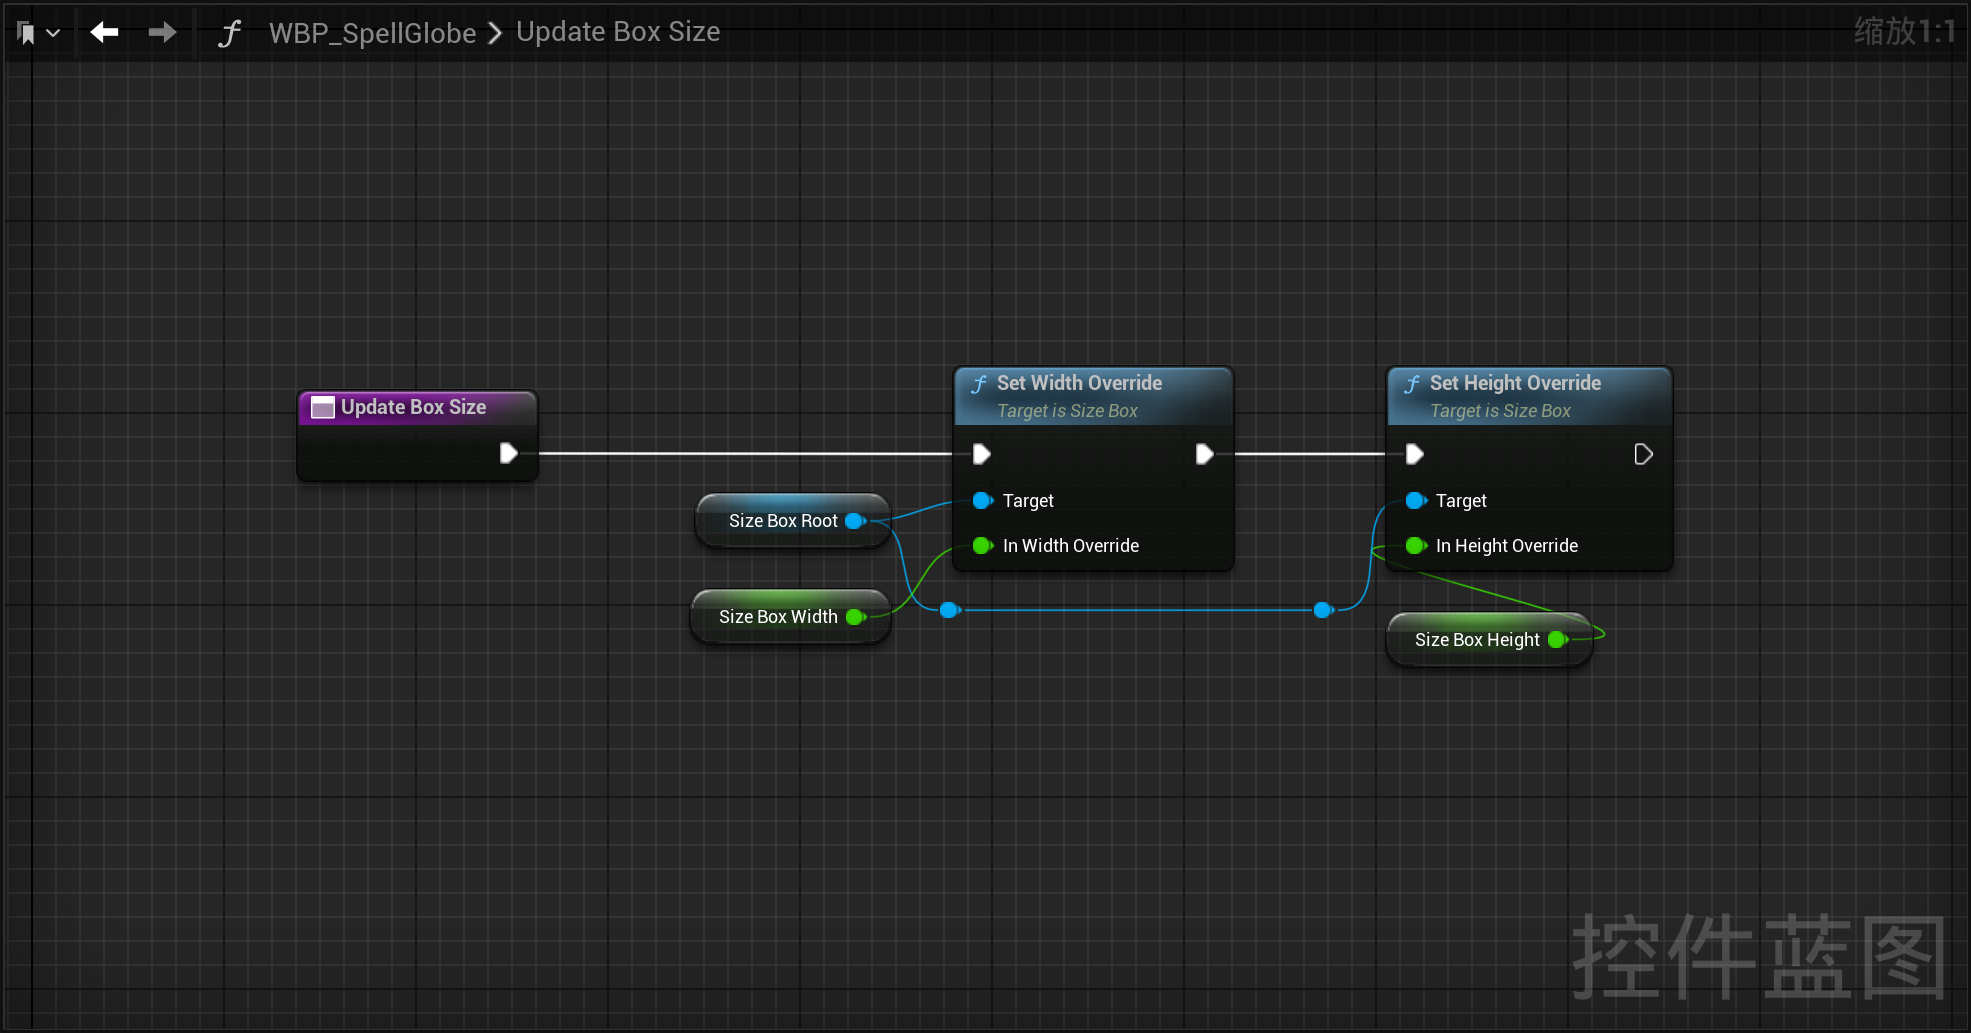 WBP_SpellGlobe > Update Box Size
缩放1:1
Update Box Size
Set Width Override
Target is Size Box
Target
In Width Override
Set Height Override
Target is Size Box
Target
In Height Override
Size Box Root
Size Box Width
Size Box Height
控件蓝图